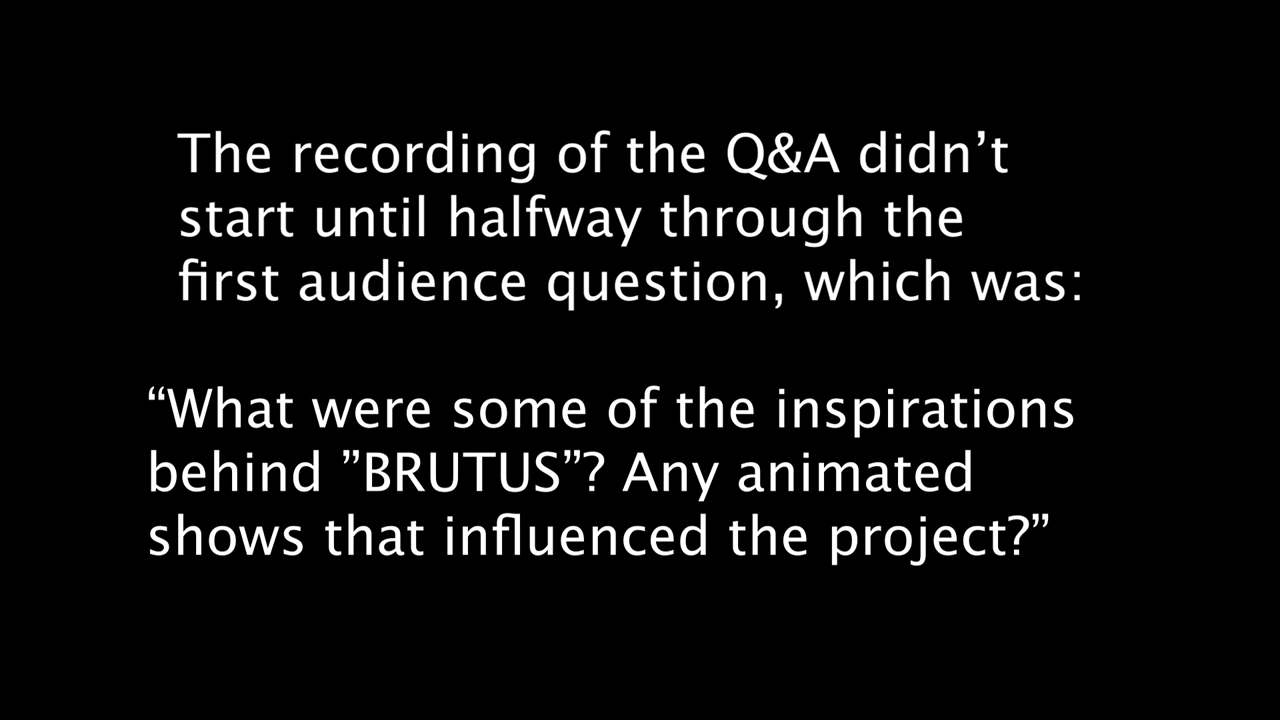 The recording of the Q&A didn’t
start until halfway through the
first audience question, which was:
“What were some of the inspirations
behind ”BRUTUS”? Any animated
shows that influenced the project?”